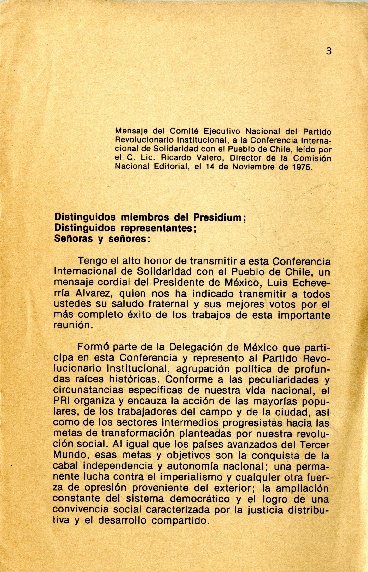 3
Mensaje del Comité Ejecutivo Nacional del Partido
Revolucionario Institucional, a la Conferencia Interna-
cional de Solidaridad con el Pueblo de Chile, leído por
el C. Lic. Ricardo Valero, Director de la Comisión
Nacional Editorial, el 14 de Noviembre de 1975.
Distinguidos miembros del Presidium;
Distinguidos representantes;
Señoras y señores:
Tengo el alto honor de transmitir a esta Conferencia
Internacional de Solidaridad con el Pueblo de Chile, un
mensaje cordial del Presidente de México, Luis Echeve-
rría Alvarez, quien nos ha indicado transmitir a todos
ustedes su saludo fraternal y sus mejores votos por el
más completo éxito de los trabajos de esta importante
reunión.
Formó parte de la Delegación de México que parti-
cipa en esta Conferencia y represento al Partido Revo-
lucionario Institucional, agrupación política de profun-
das raíces históricas. Conforme a las peculiaridades y
circunstancias específicas de nuestra vida nacional, el
PRI organiza y encauza la acción de las mayorías popu-
lares, de los trabajadores del campo y de la ciudad, así
como de los sectores intermedios progresistas hacia las
metas de transformación planteadas por nuestra revolu-
ción social. Al igual que los países avanzados del Tercer
Mundo, esas metas y objetivos son la conquista de la
cabal independencia y autonomía nacional; una perma-
nente lucha contra el imperialismo y cualquier otra fuer-
za de opresión proveniente del exterior; la ampliación
constante del sistema democrático y el logro de una
convivencia social caracterizada por la justicia distribu-
tiva y el desarrollo compartido.